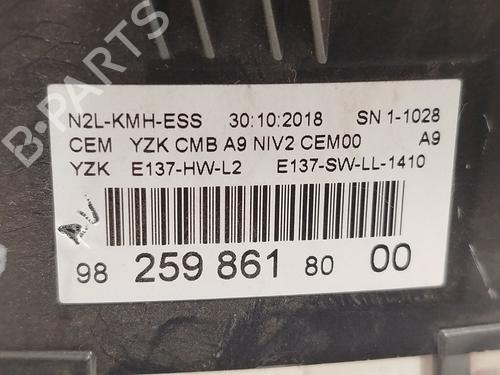 B-PARTS
N2L-KMH-ESS 30:10:2018 SN 1-1028
CEM YZK CMB A9 NIV2 CEM00 A9
YZK E137-HW-L2 E137-SW-LL-1410
98 259 861 80 00